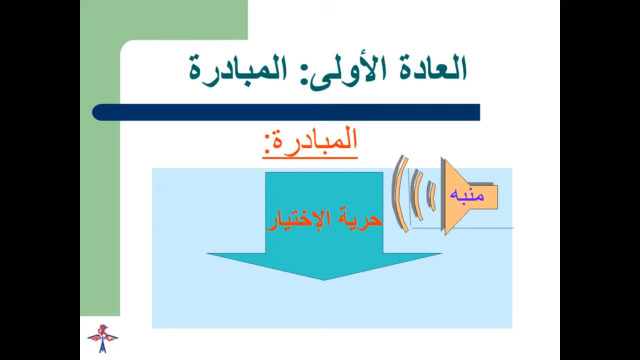 العادة الأولى: المبادرة
المبادرة:
منبه
حرية الإختيار